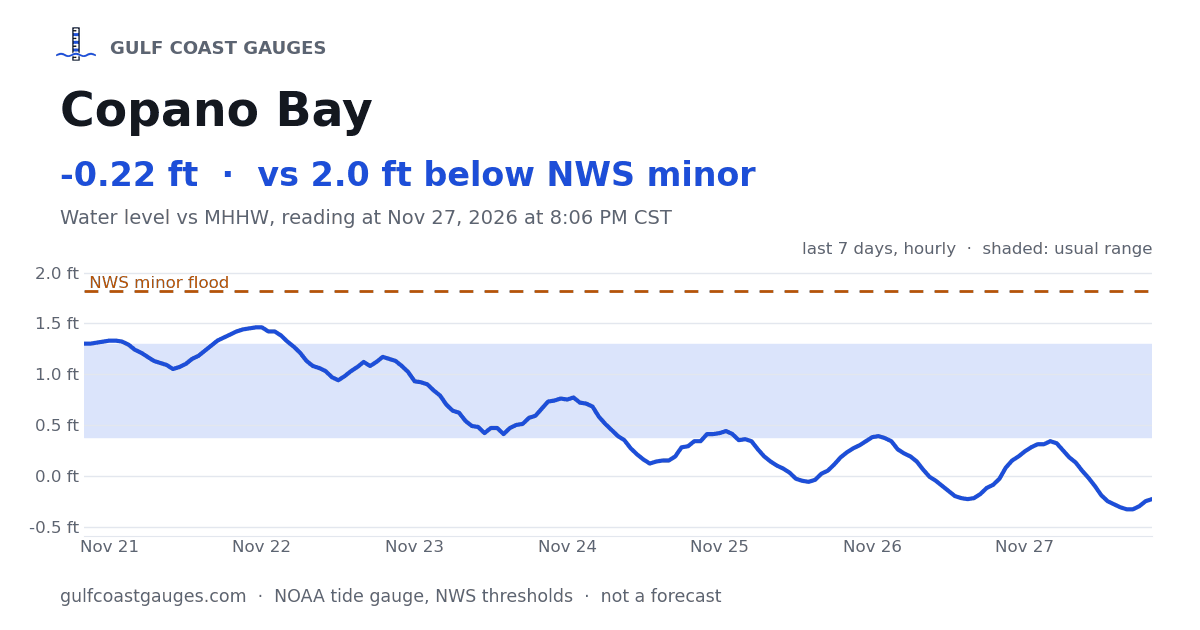 GULF COAST GAUGES
Copano Bay
-0.22 ft · vs 2.0 ft below NWS minor
Water level vs MHHW, reading at Nov 27, 2026 at 8:06 PM CST
last 7 days, hourly · shaded: usual range
2.0 ft
NWS minor flood
1.5 ft
1.0 ft
0.5 ft
0.0 ft
-0.5 ft
Nov 21 Nov 22 Nov 23 Nov 24 Nov 25 Nov 26 Nov 27
gulfcoastgauges.com · NOAA tide gauge, NWS thresholds · not a forecast